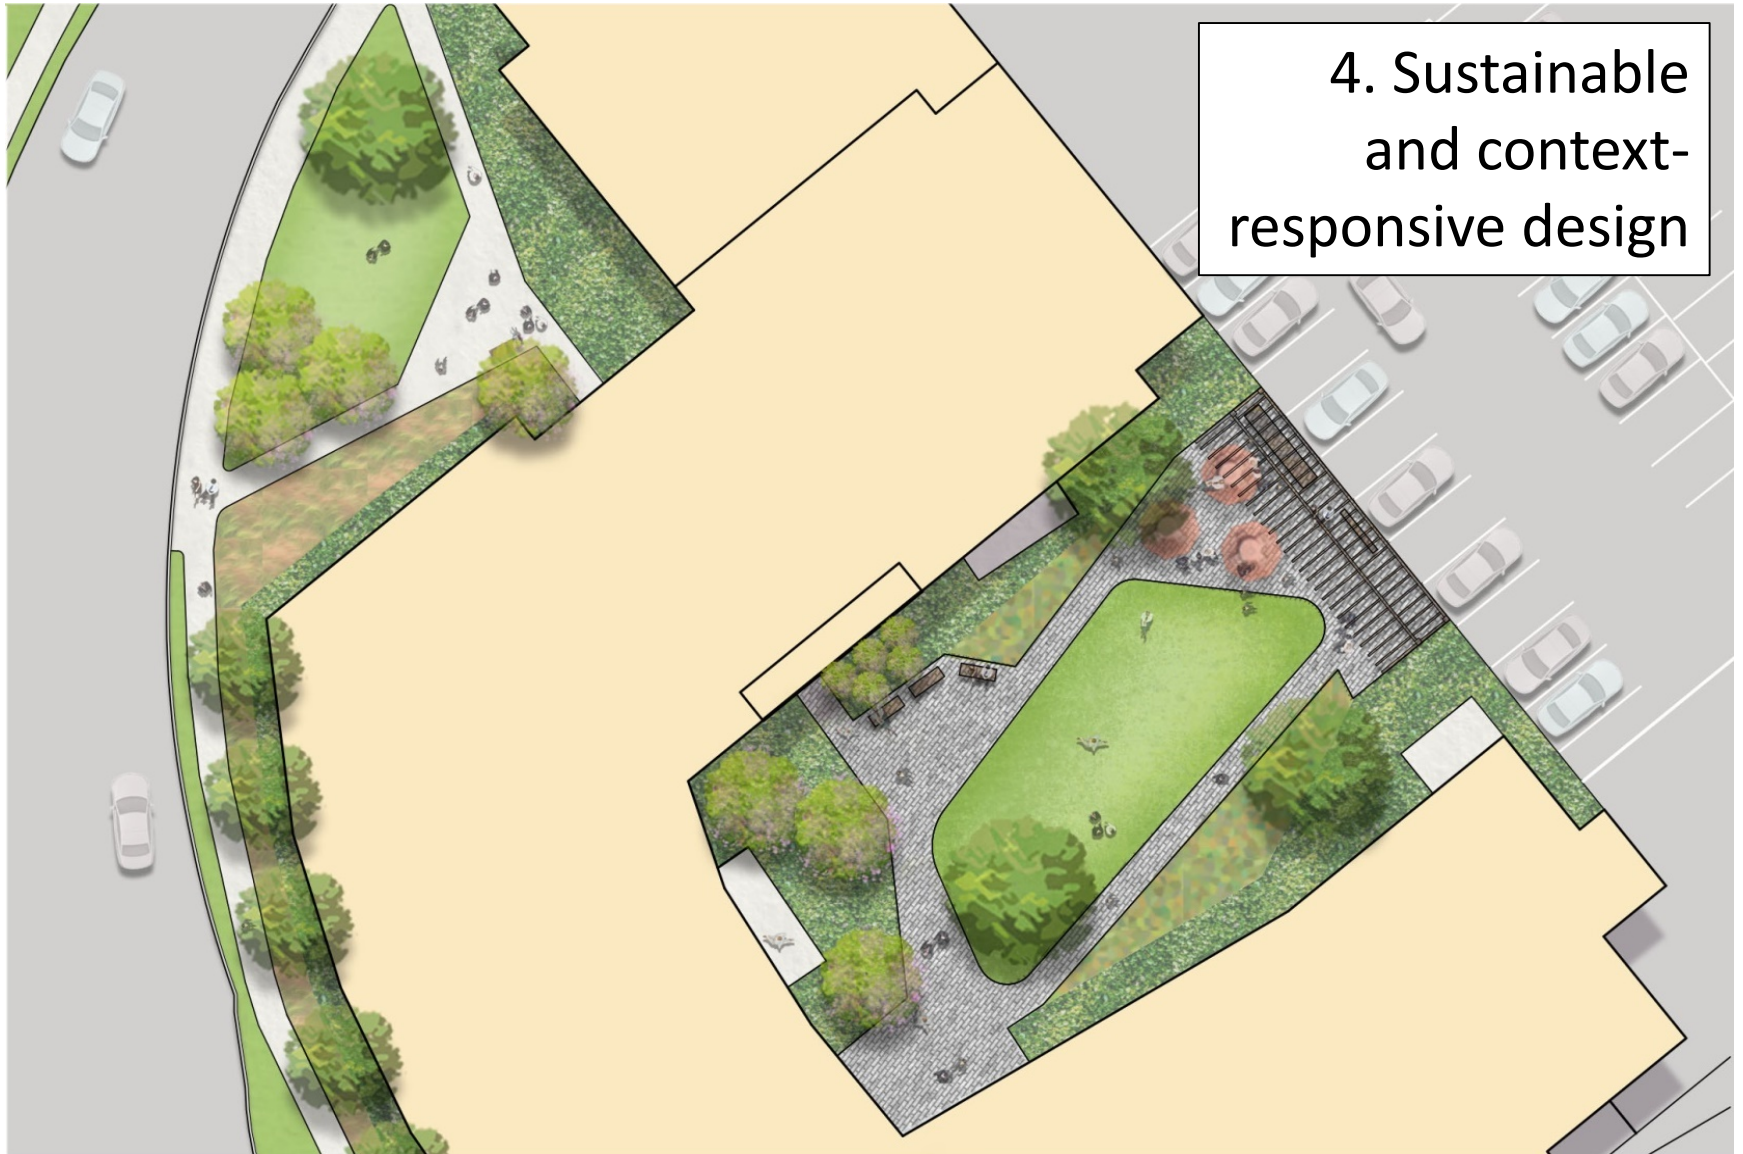 4. Sustainable
and context-
responsive design